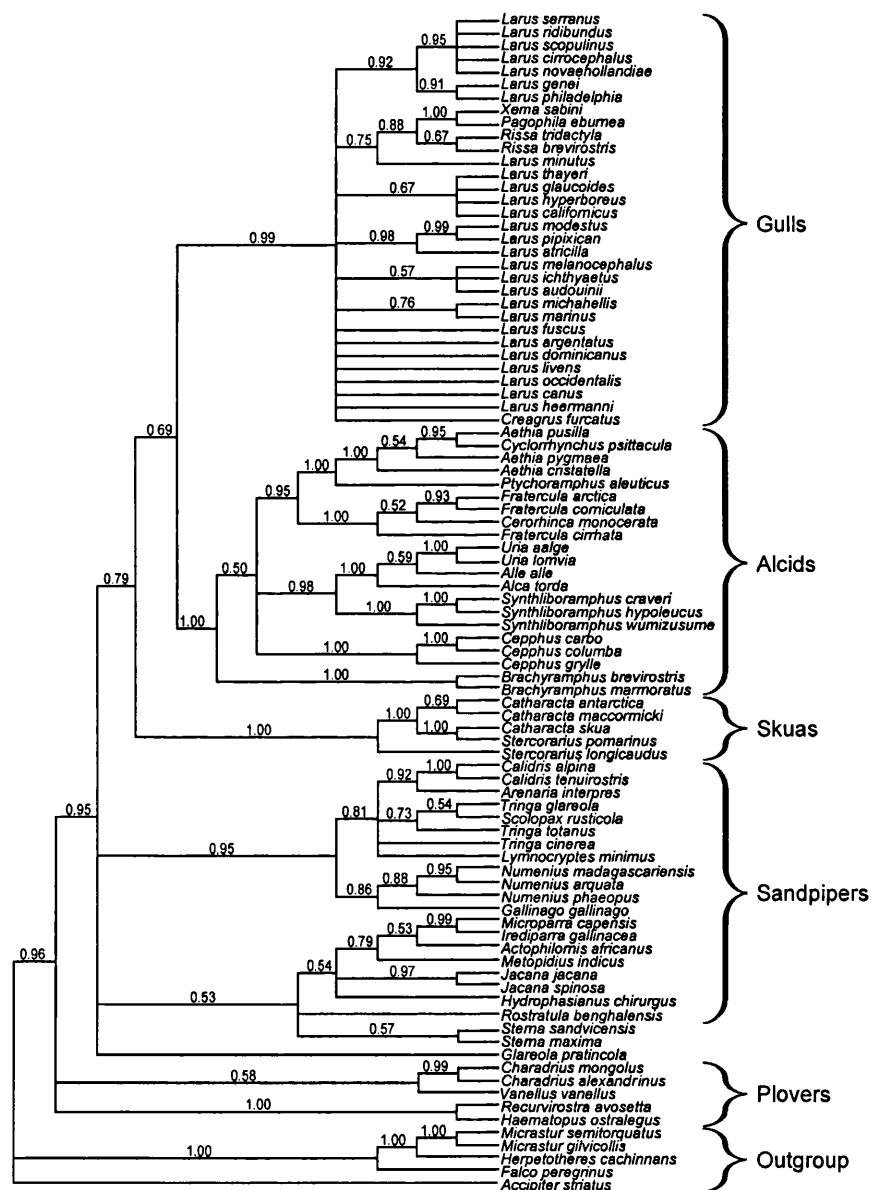 Larus serranus
Larus ridibundus
Larus scopulinus
Larus cirrocephalus
Larus novaehollandiae
Larus genei
Larus philadelphia
Xema sabini
Pagophila eburnea
Rissa tridactyla
Rissa brevirostris
Larus minutus
Larus thayeri
Larus glaucoides
Larus hyperboreus
Larus californicus
Larus modestus
Larus pipixcan
Larus atricilla
Larus melanocephalus
Larus ichthyaetus
Larus audouinii
Larus michahellis
Larus marinus
Larus fuscus
Larus argentatus
Larus dominicanus
Larus livens
Larus occidentalis
Larus canus
Larus heermanni
Creagrus furcatus
Aethia pusilla
Cyclorrhynchus psittacula
Aethia pygmaea
Aethia cristatella
Ptychoramphus aleuticus
Fratercula arctica
Fratercula corniculata
Cerorhinca monocerata
Fratercula cirrhata
Uria aalge
Uria lomvia
Alle alle
Alca torda
Synthliboramphus craveri
Synthliboramphus hypoleucus
Synthliboramphus wumizusume
Cepphus carbo
Cepphus columba
Cepphus grylle
Brachyramphus brevirostris
Brachyramphus marmoratus
Catharacta antarctica
Catharacta maccormicki
Catharacta skua
Stercorarius pomarinus
Stercorarius longicaudus
Calidris alpina
Calidris tenuirostris
Arenaria interpres
Tringa glareola
Scolopax rusticola
Tringa totanus
Tringa cinerea
Lymnocryptes minimus
Numenius madagascariensis
Numenius arquata
Numenius phaeopus
Gallinago gallinago
Microparra capensis
Irediparra gallinacea
Actophilornis africanus
Metopidius indicus
Jacana jacana
Jacana spinosa
Hydrophasianus chirurgus
Rostratula benghalensis
Sterna sandvicensis
Sterna maxima
Glareola pratincola
Charadrius mongolus
Charadrius alexandrinus
Vanellus vanellus
Recurvirostra avosetta
Haematopus ostralegus
Micrastur semitorquatus
Micrastur gilvicollis
Herpetotheres cachinnans
Falco peregrinus
Accipiter striatus
Gulls
Alcids
Skuas
Sandpipers
Plovers
Outgroup
0.95
0.92
0.91
1.00
0.88
0.67
0.75
0.67
0.99
0.99
0.98
0.57
0.76
0.69
0.95
0.54
1.00
1.00
0.95
0.93
0.52
1.00
1.00
0.59
1.00
0.50
0.98
1.00
1.00
0.79
1.00
1.00
1.00
1.00
0.69
1.00
1.00
1.00
1.00
0.92
0.54
0.81
0.73
0.95
0.95
0.95
0.88
0.86
0.99
0.53
0.79
0.54
0.97
0.96
0.53
0.57
0.99
0.58
1.00
1.00
1.00
1.00